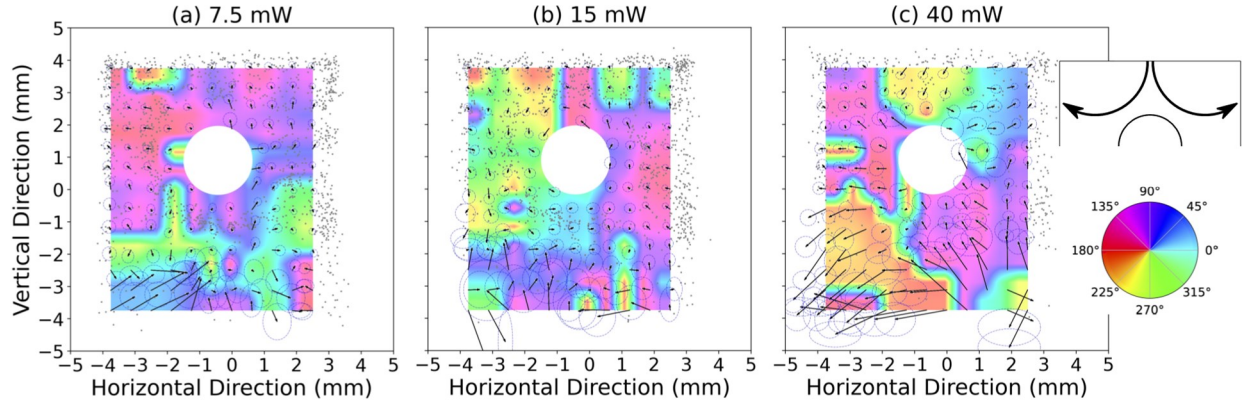 (a) 7.5 mW
(b) 15 mW
(c) 40 mW
Vertical Direction (mm)
5
4
3
2
1
0
−1
−2
−3
−4
−5
−5 −4 −3 −2 −1 0 1 2 3 4 5
−5 −4 −3 −2 −1 0 1 2 3 4 5
−5 −4 −3 −2 −1 0 1 2 3 4 5
Horizontal Direction (mm)
Horizontal Direction (mm)
Horizontal Direction (mm)
90°
135° 45°
180° 0°
225° 315°
270°